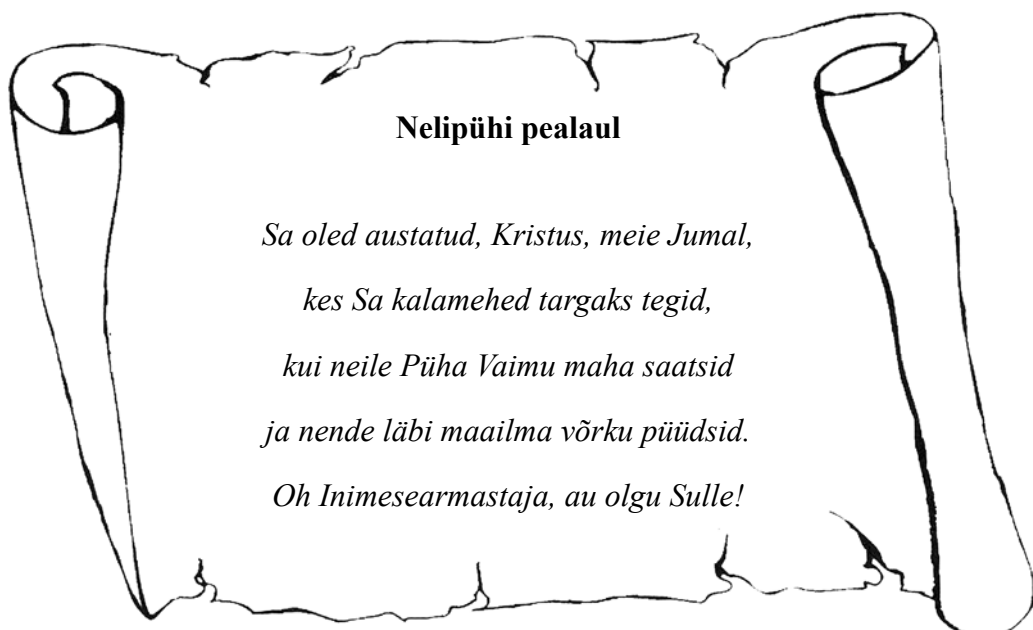 Nelipühi pealaul
Sa oled austatud, Kristus, meie Jumal,
kes Sa kalamehed targaks tegid,
kui neile Püha Vaimu maha saatsid
ja nende läbi maailma võrku püüdsid.
Oh Inimesearmastaja, au olgu Sulle!